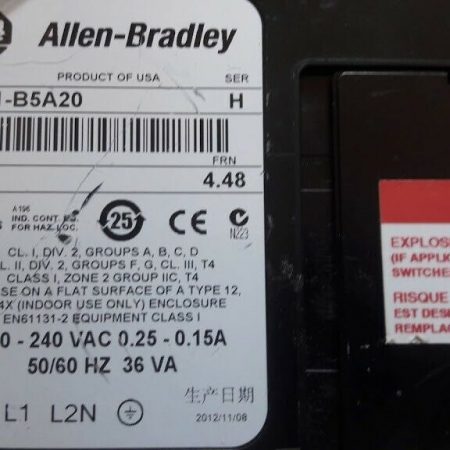 Allen-Bradley
PRODUCT OF USA SER
-B5A20 H
FRN
4.48
A196
IND. CONT. EQ.
FOR HAZ. LOC.
25
CE
N223
CL. I, DIV. 2, GROUPS A, B, C, D
L. II, DIV. 2, GROUPS F, G, CL. III, T4
CLASS I, ZONE 2 GROUP IIC, T4
SE ON A FLAT SURFACE OF A TYPE 12,
4X (INDOOR USE ONLY) ENCLOSURE
EN61131-2 EQUIPMENT CLASS I
0 - 240 VAC 0.25 - 0.15A
50/60 HZ 36 VA
生产日期
L1 L2N
2012/11/08
EXPLOS
(IF APPLI
SWITCHE
RISQUE
EST DES
REMPLA